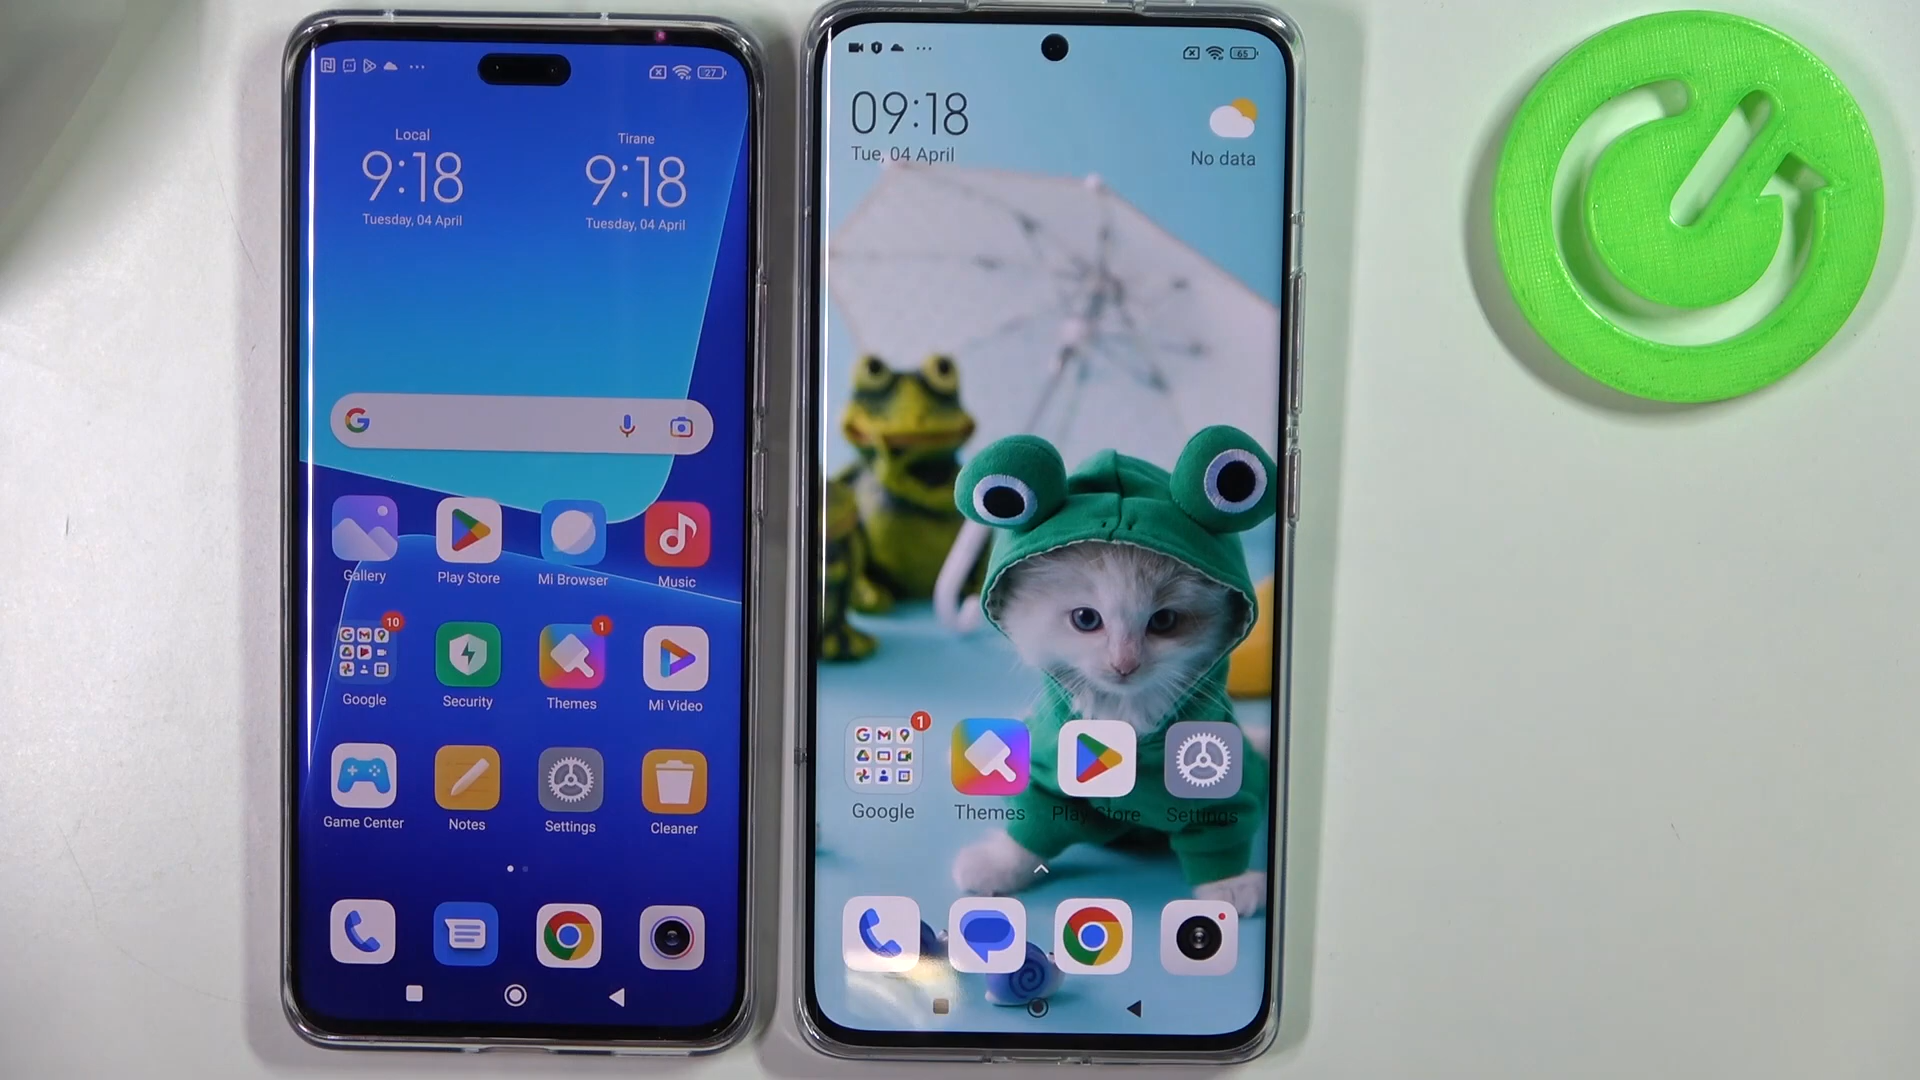 27
Local
9:18
Tuesday, 04 April
Tirane
9:18
Tuesday, 04 April
Gallery
Play Store
Mi Browser
Music
10
1
Google
Security
Themes
Mi Video
Game Center
Notes
Settings
Cleaner
65
09:18
Tue, 04 April
No data
1
Google
Themes
Play Store
Settings